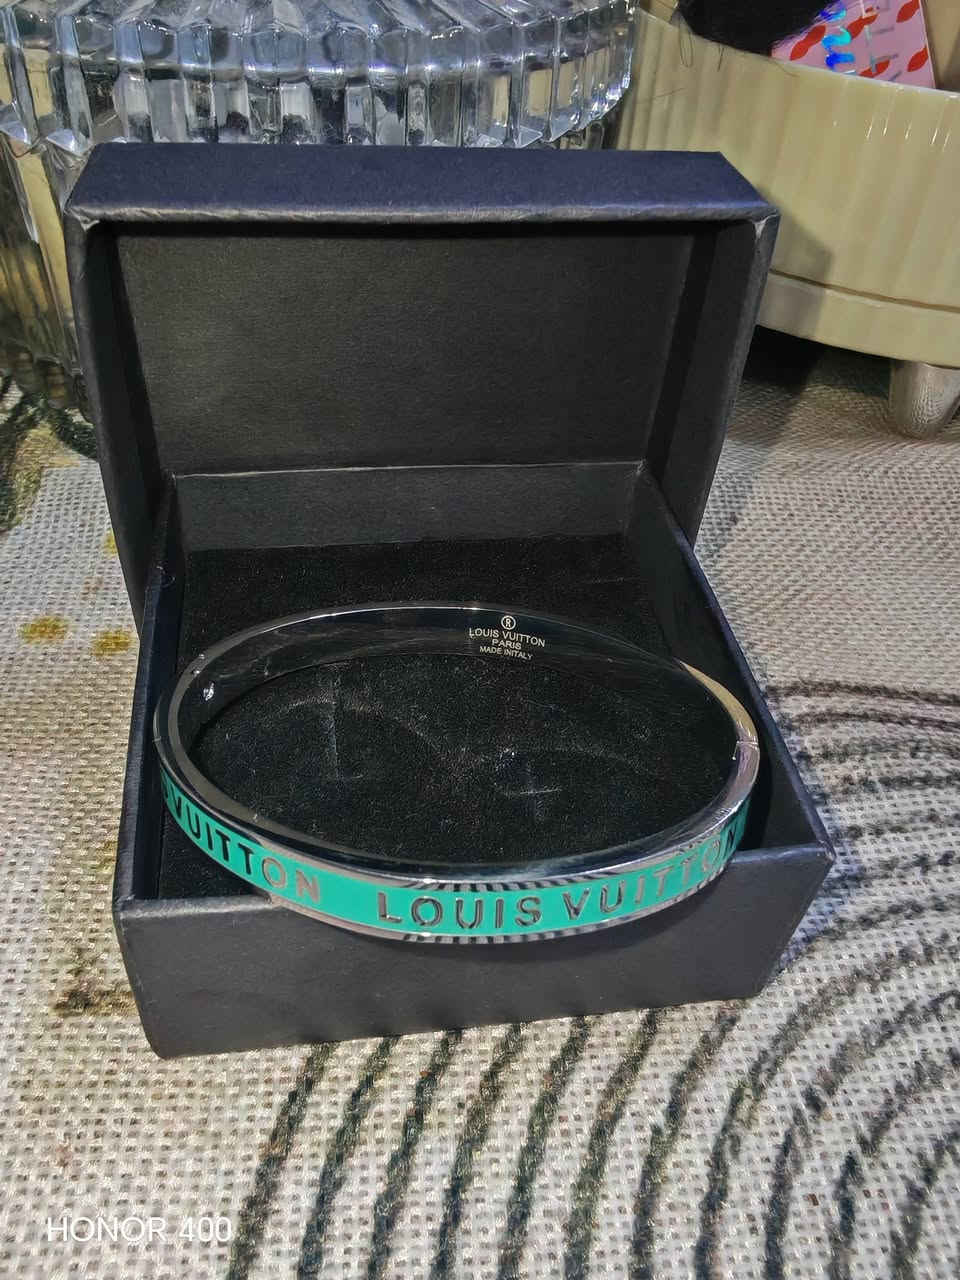 ®
LOUIS VUITTON
PARIS
MADE INITALY
VUITTON LOUIS VUITTON
HONOR 400